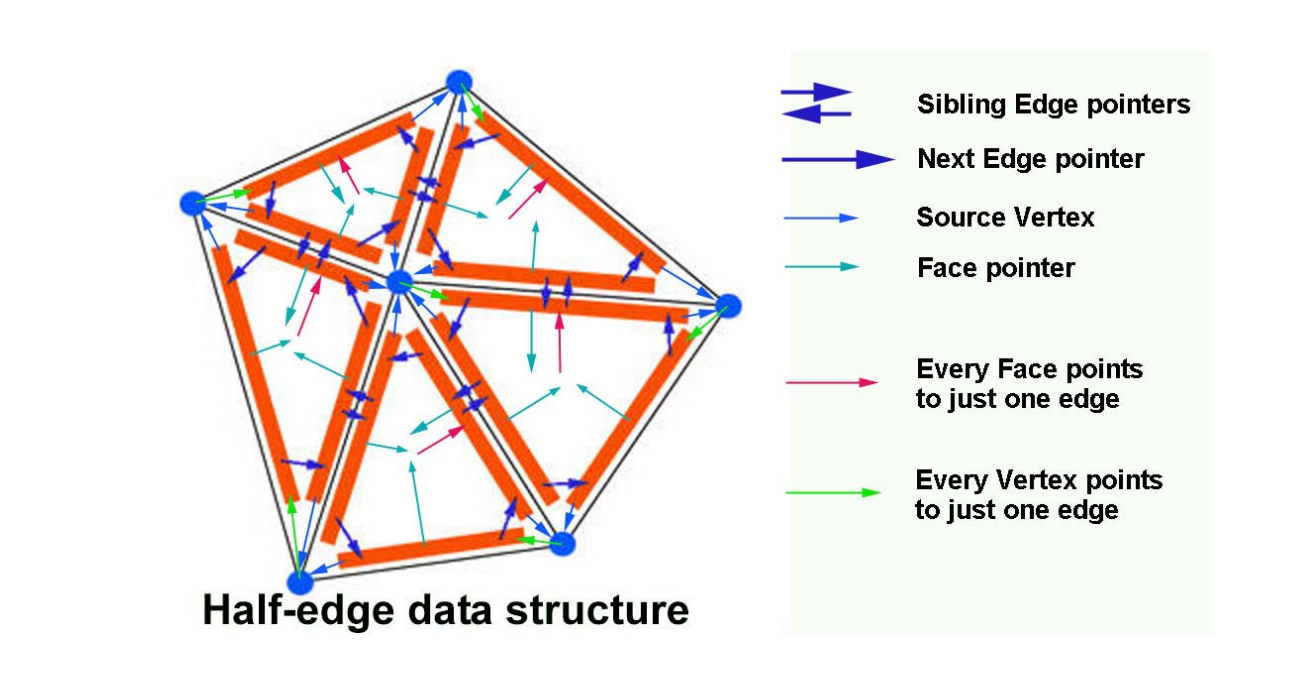 Sibling Edge pointers
Next Edge pointer
Source Vertex
Face pointer
Every Face points
to just one edge
Every Vertex points
to just one edge
Half-edge data structure